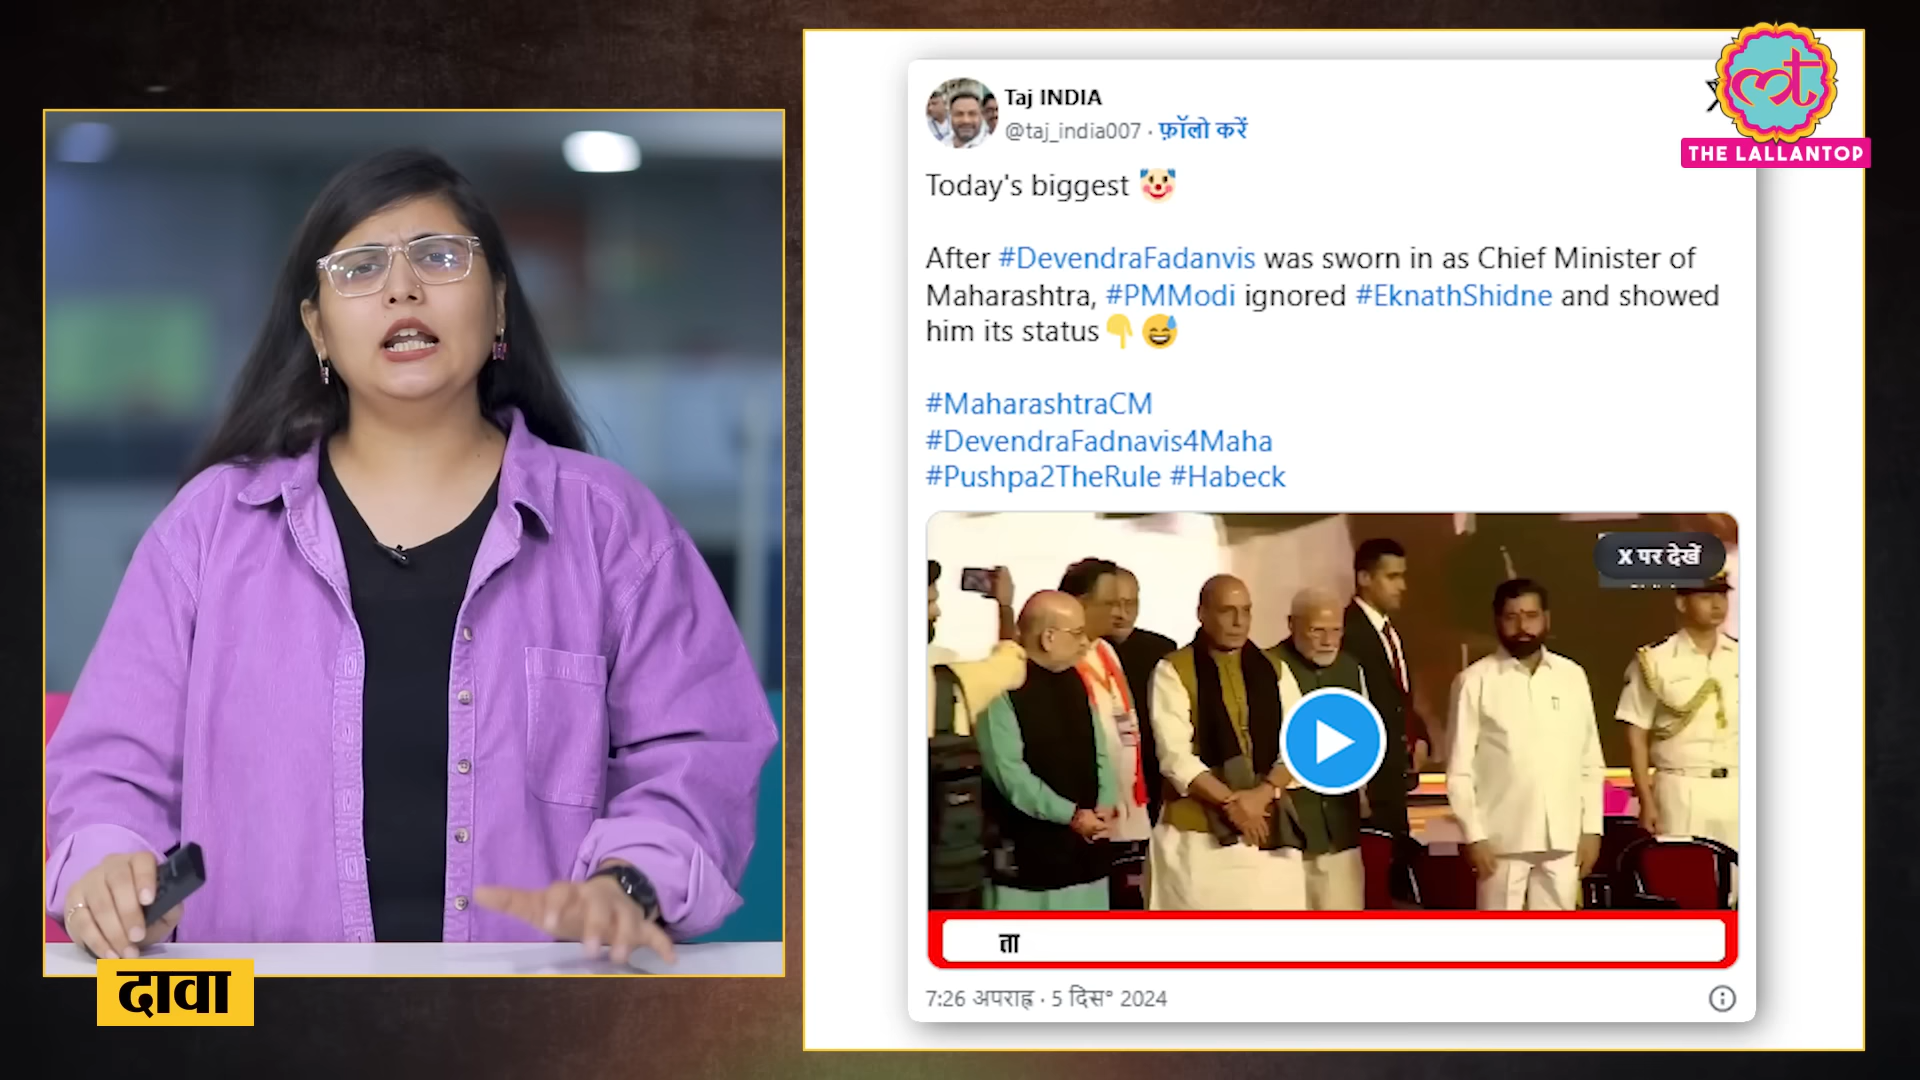 THE LALLANTOP
Taj INDIA
@taj_india007 · फ़ॉलो करें
Today's biggest 🤡
After #DevendraFadanvis was sworn in as Chief Minister of
Maharashtra, #PMModi ignored #EknathShidne and showed
him its status👇😅
#MaharashtraCM
#DevendraFadnavis4Maha
#Pushpa2TheRule #Habeck
X पर देखें
ता
7:26 अपराह्न · 5 दिस॰ 2024
दावा